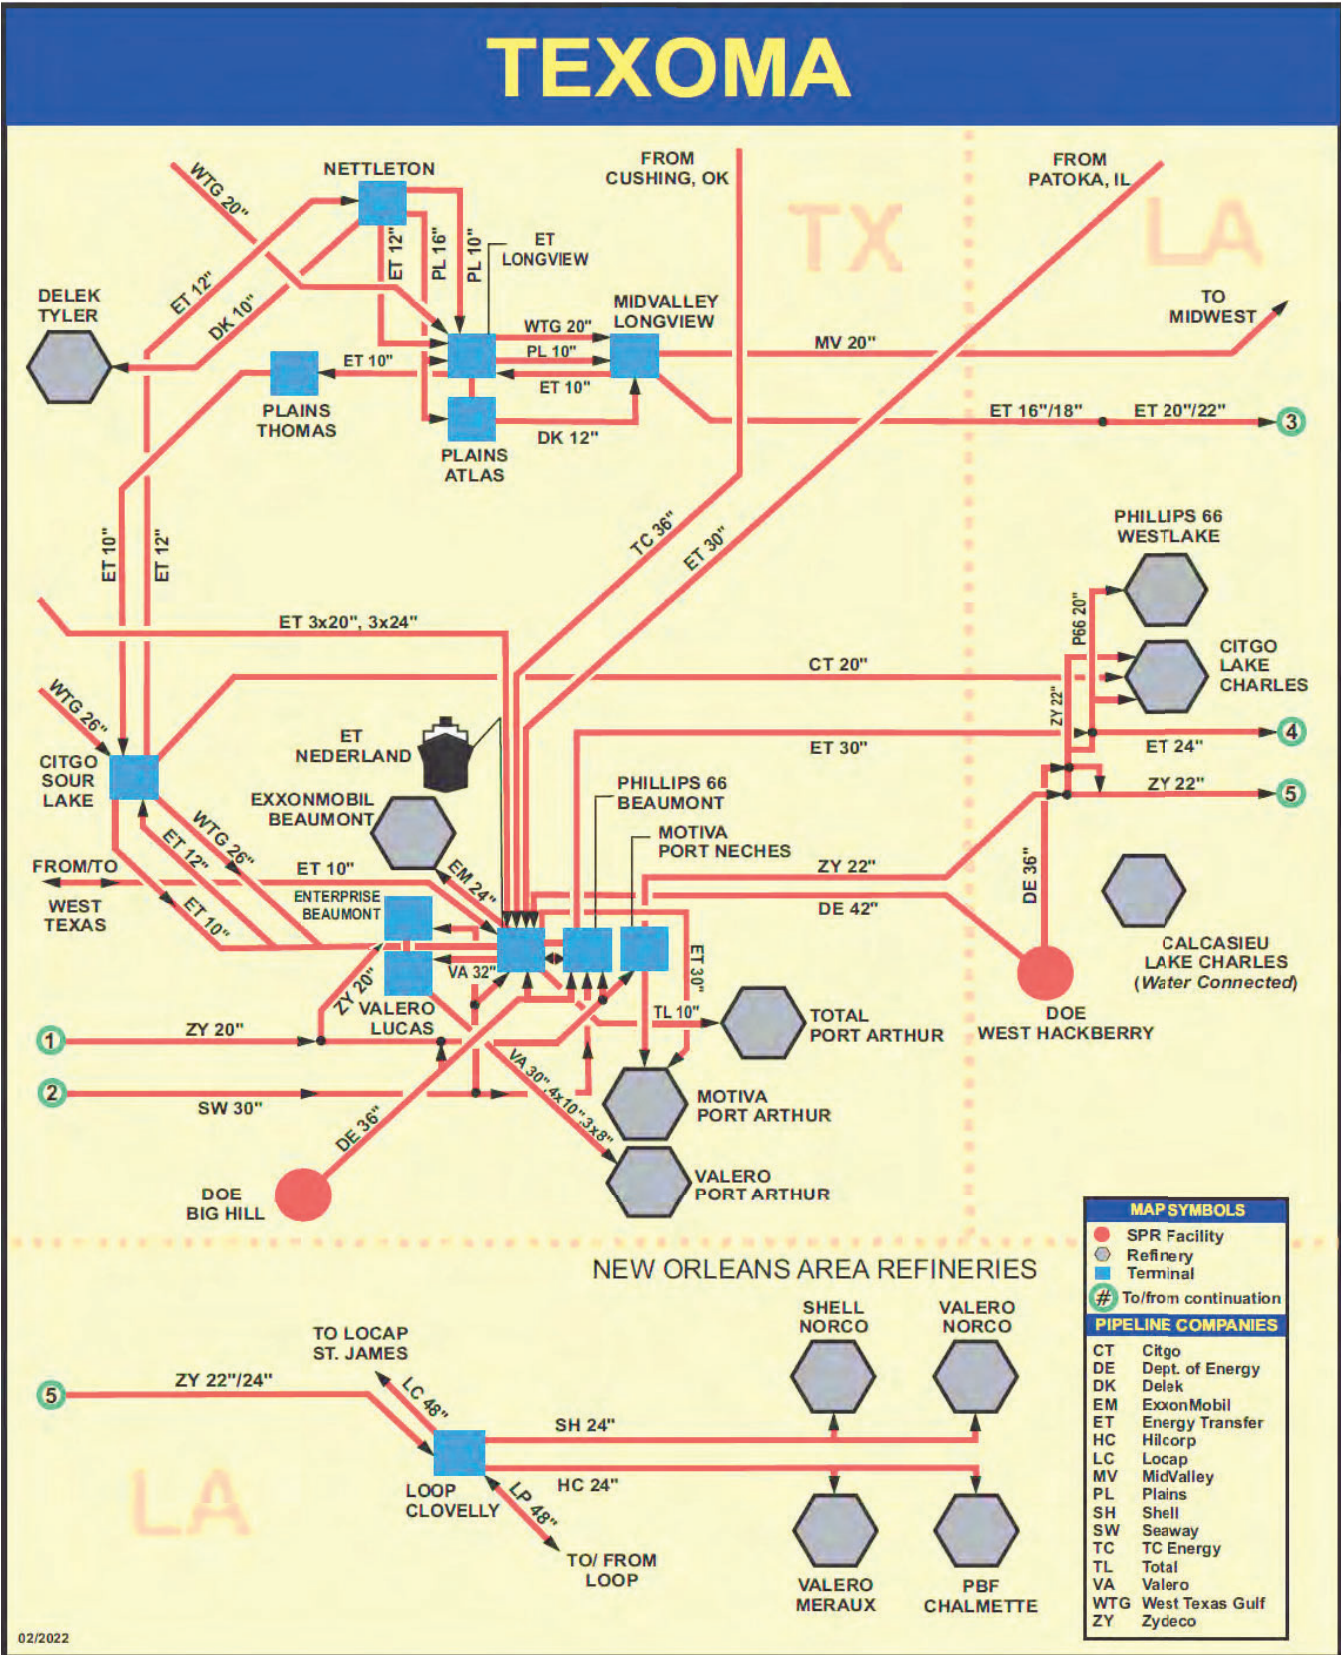 TEXOMA
TX
LA
NETTLETON
FROM
CUSHING, OK
FROM
PATOKA, IL
WTG 20"
ET 12"
DK 10"
ET 12"
PL 16"
PL 10"
ET
LONGVIEW
DELEK
TYLER
MIDVALLEY
LONGVIEW
TO
MIDWEST
WTG 20"
PL 10"
ET 10"
ET 10"
MV 20"
PLAINS
THOMAS
DK 12"
PLAINS
ATLAS
ET 16"/18"
ET 20"/22"
3
ET 10"
ET 12"
TC 36"
ET 30"
PHILLIPS 66
WESTLAKE
P66 20"
ET 3x20", 3x24"
CT 20"
CITGO
LAKE
CHARLES
ZY 22"
WTG 26"
ET
NEDERLAND
ET 30"
ET 24"
4
CITGO
SOUR
LAKE
EXXONMOBIL
BEAUMONT
PHILLIPS 66
BEAUMONT
ZY 22"
5
MOTIVA
PORT NECHES
WTG 26"
ET 12"
FROM/TO
WEST
TEXAS
ET 10"
EM 24"
ZY 22"
DE 42"
DE 36"
ET 10"
ENTERPRISE
BEAUMONT
CALCASIEU
LAKE CHARLES
(Water Connected)
ET 30"
VA 32"
ZY 20"
VALERO
LUCAS
TL 10"
TOTAL
PORT ARTHUR
DOE
WEST HACKBERRY
1
ZY 20"
2
SW 30"
VA 30",4x10",3x8"
MOTIVA
PORT ARTHUR
DE 36"
VALERO
PORT ARTHUR
DOE
BIG HILL
MAP SYMBOLS
SPR Facility
Refinery
Terminal
# To/from continuation
PIPELINE COMPANIES
CT Citgo
DE Dept. of Energy
DK Delek
EM ExxonMobil
ET Energy Transfer
HC Hilcorp
LC Locap
MV MidValley
PL Plains
SH Shell
SW Seaway
TC TC Energy
TL Total
VA Valero
WTG West Texas Gulf
ZY Zydeco
NEW ORLEANS AREA REFINERIES
SHELL
NORCO
VALERO
NORCO
TO LOCAP
ST. JAMES
5
ZY 22"/24"
LC 48"
SH 24"
HC 24"
LOOP
CLOVELLY
LP 48"
TO/ FROM
LOOP
VALERO
MERAUX
PBF
CHALMETTE
LA
02/2022